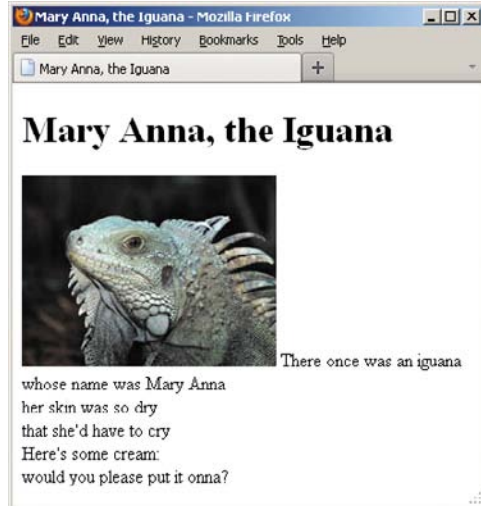 Mary Anna, the Iguana - Mozilla Firefox
File Edit View History Bookmarks Tools Help
Mary Anna, the Iguana
Mary Anna, the Iguana
There once was an iguana
whose name was Mary Anna
her skin was so dry
that she'd have to cry
Here's some cream:
would you please put it onna?